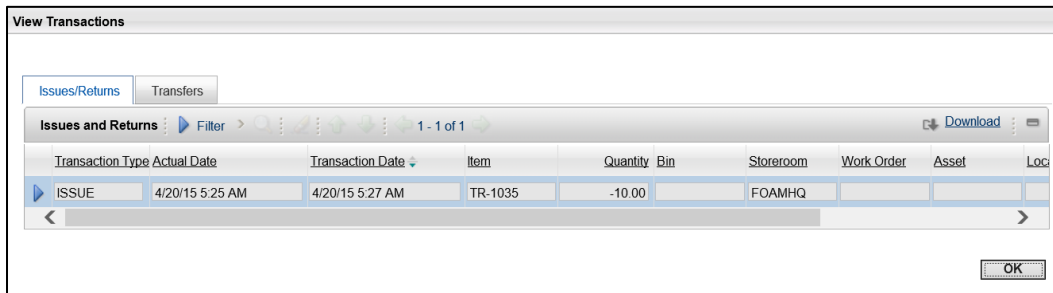 View Transactions
Issues/Returns Transfers
Issues and Returns Filter 1 - 1 of 1 Download
Transaction Type Actual Date Transaction Date Item Quantity Bin Storeroom Work Order Asset Loca
ISSUE 4/20/15 5:25 AM 4/20/15 5:27 AM TR-1035 -10.00 FOAMHQ
OK